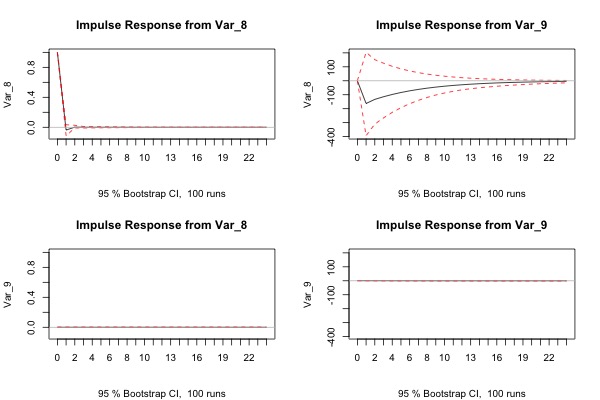 Impulse Response from Var_8
Var_8
0.0 0.4 0.8
0 2 4 6 8 10 13 16 19 22
95 % Bootstrap CI, 100 runs
Impulse Response from Var_9
Var_8
-400 -100 100
0 2 4 6 8 10 13 16 19 22
95 % Bootstrap CI, 100 runs
Impulse Response from Var_8
Var_9
0.0 0.4 0.8
0 2 4 6 8 10 13 16 19 22
95 % Bootstrap CI, 100 runs
Impulse Response from Var_9
Var_9
-400 -100 100
0 2 4 6 8 10 13 16 19 22
95 % Bootstrap CI, 100 runs